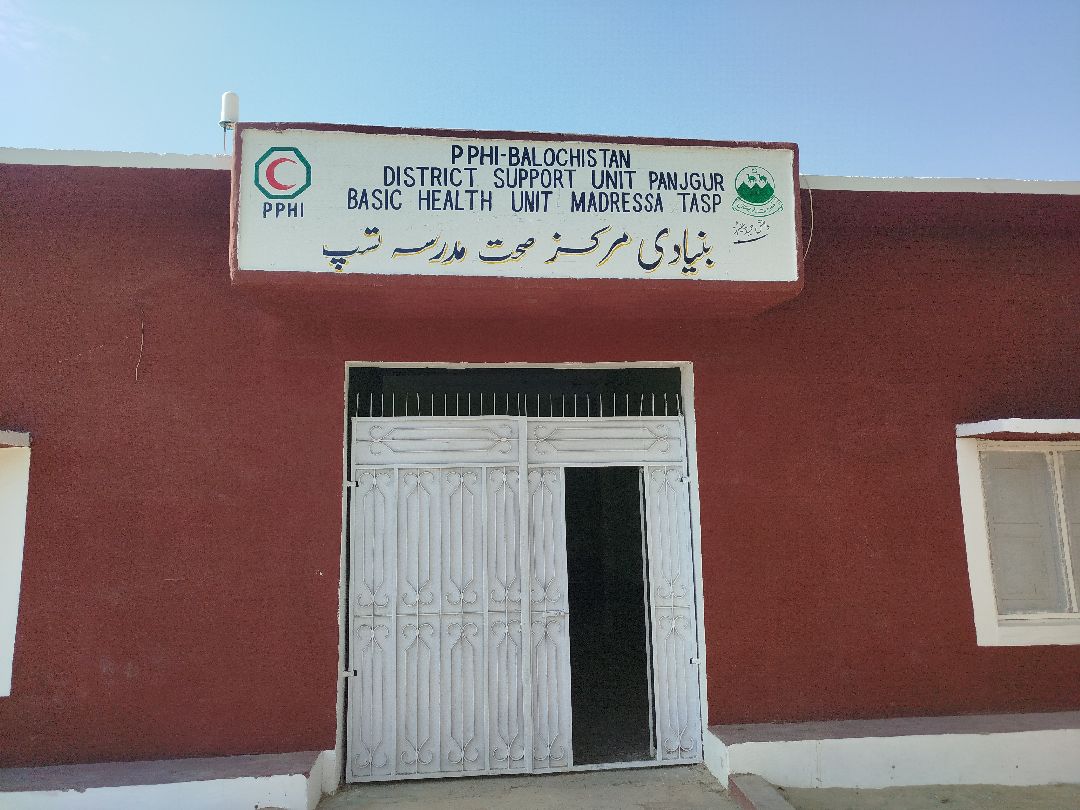 PPHI-BALOCHISTAN
DISTRICT SUPPORT UNIT PANJGUR
BASIC HEALTH UNIT MADRESSA TASP
PPHI
بنیادی مرکز صحت مدرسہ تسپ